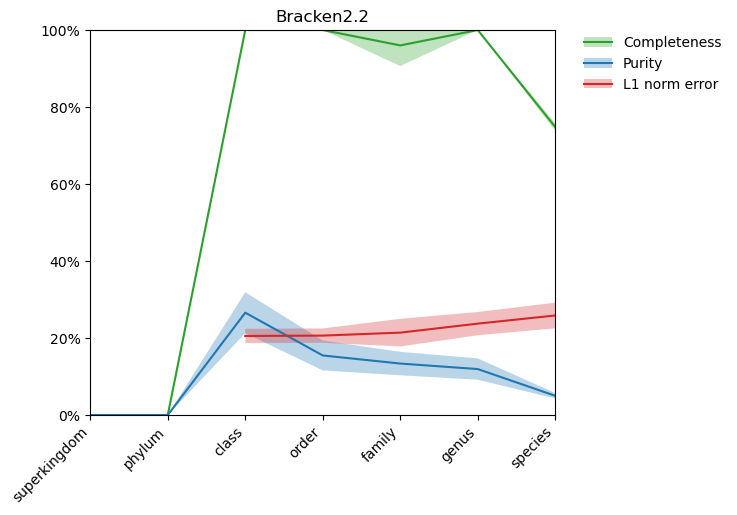 Bracken2.2
100%
80%
60%
40%
20%
0%
superkingdom
phylum
class
order
family
genus
species
Completeness
Purity
L1 norm error